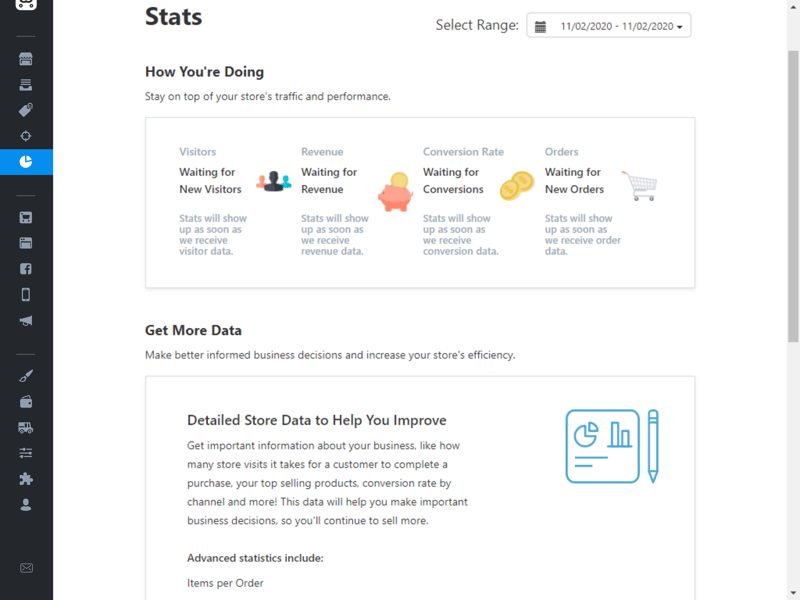 Stats
Select Range:
11/02/2020 - 11/02/2020
How You're Doing
Stay on top of your store's traffic and performance.
Visitors
Waiting for
New Visitors
Stats will show
up as soon as
we receive
visitor data.
Revenue
Waiting for
Revenue
Stats will show
up as soon as
we receive
revenue data.
Conversion Rate
Waiting for
Conversions
Stats will show
up as soon as
we receive
conversion data.
Orders
Waiting for
New Orders
Stats will show
up as soon as
we receive order
data.
Get More Data
Make better informed business decisions and increase your store's efficiency.
Detailed Store Data to Help You Improve
Get important information about your business, like how
many store visits it takes for a customer to complete a
purchase, your top selling products, conversion rate by
channel and more! This data will help you make important
business decisions, so you'll continue to sell more.
Advanced statistics include:
Items per Order